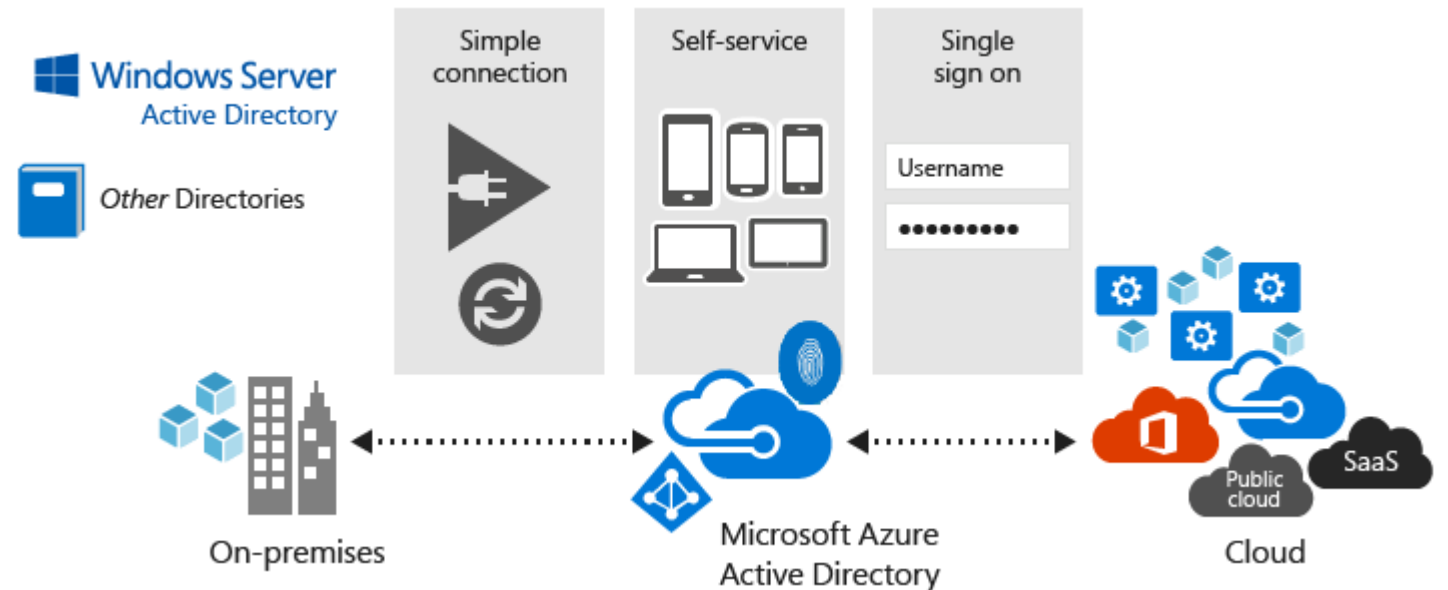 Windows Server
Active Directory
Other Directories
Simple
connection
Self-service
Single
sign on
Username
●●●●●●●●●
On-premises
Microsoft Azure
Active Directory
Public
cloud
SaaS
Cloud